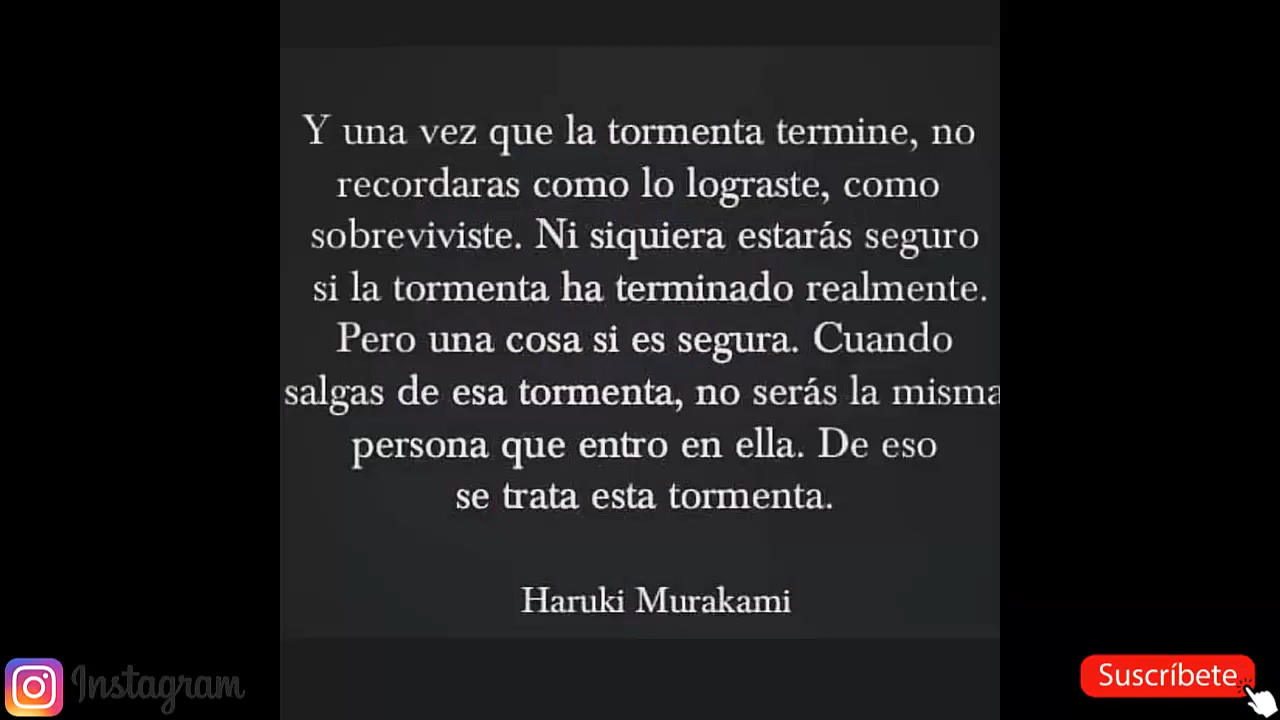 Y una vez que la tormenta termine, no
recordaras como lo lograste, como
sobreviviste. Ni siquiera estarás seguro
si la tormenta ha terminado realmente.
Pero una cosa si es segura. Cuando
salgas de esa tormenta, no serás la misma
persona que entro en ella. De eso
se trata esta tormenta.
Haruki Murakami
Instagram
Suscríbete